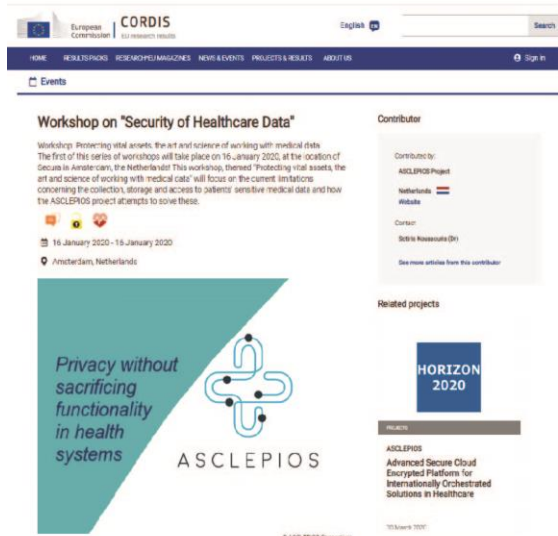 European
Commission
CORDIS
EU research results
English EN
Search
HOME RESULTS PACKS RESEARCH*EU MAGAZINES NEWS & EVENTS PROJECTS & RESULTS ABOUT US
Sign in
Events
Workshop on "Security of Healthcare Data"
Workshop: Protecting vital assets, the art and science of working with medical data
The first of this series of workshops will take place on 16 January 2020, at the location of
Secura in Amsterdam, the Netherlands! This workshop, themed "Protecting vital assets, the
art and science of working with medical data" will focus on the current limitations
concerning the collection, storage and access to patients' sensitive medical data and how
the ASCLEPIOS project attempts to solve these.
16 January 2020 - 16 January 2020
Amsterdam, Netherlands
Privacy without
sacrificing
functionality
in health
systems
ASCLEPIOS
Contributor
Contributed by:
ASCLEPIOS Project
Netherlands
Website
Contact
(Dr)
See more articles from this contributor
Related projects
HORIZON
2020
PROJECTS
ASCLEPIOS
Advanced Secure Cloud
Encrypted Platform for
Internationally Orchestrated
Solutions in Healthcare
March 2020